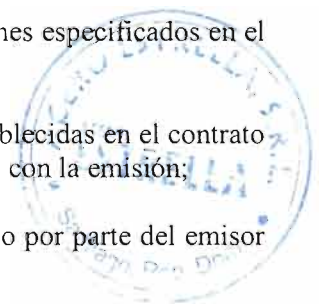 nes especificados en el
blecidas en el contrato
con la emisión;
o por parte del emisor